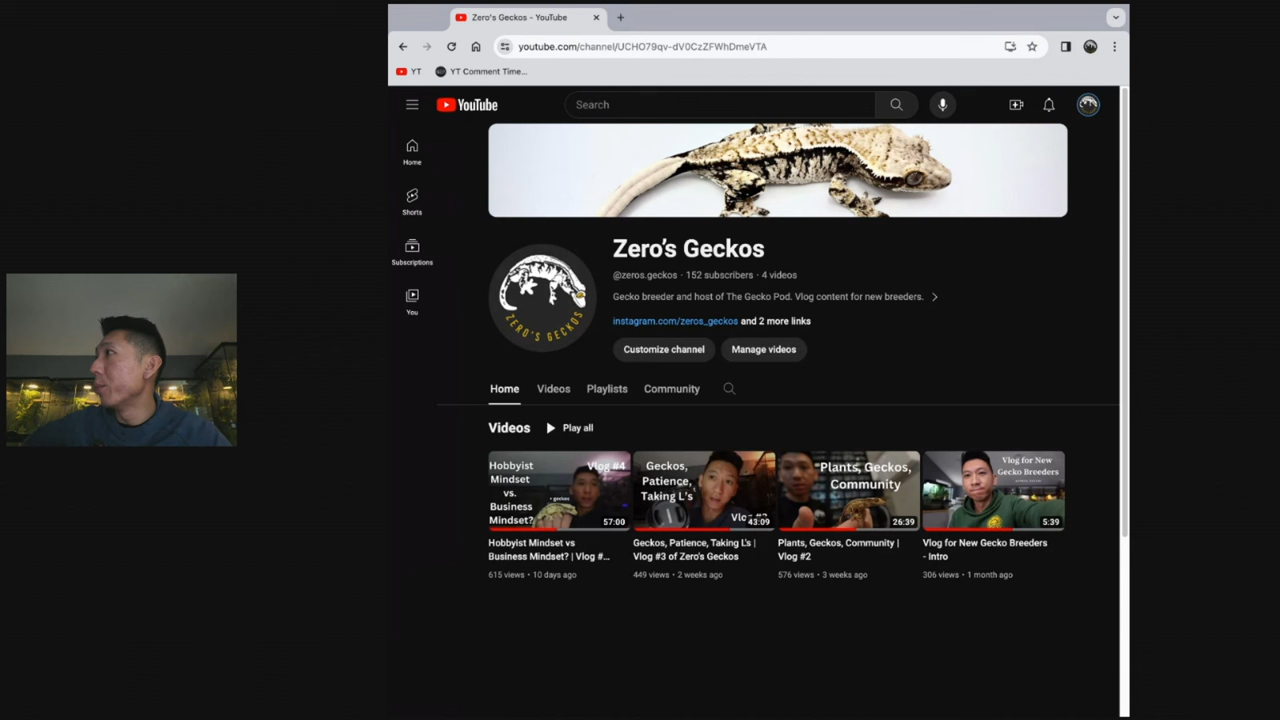 Zero's Geckos - YouTube
youtube.com/channel/UCHO79qv-dV0CzZFWhDmeVTA
YT
YT Comment Time...
YouTube
Search
Home
Shorts
Subscriptions
You
ZERO'S GECKOS
Zero's Geckos
@zeros.geckos · 152 subscribers · 4 videos
Gecko breeder and host of The Gecko Pod. Vlog content for new breeders.
instagram.com/zeros_geckos and 2 more links
Customize channel
Manage videos
Home
Videos
Playlists
Community
Videos
Play all
Hobbyist
Mindset
vs.
Business
Mindset?
Vlog #4
+ geckos
57:00
Geckos,
Patience,
Taking L's
43:09
Plants, Geckos,
Community
26:39
Vlog for New
Gecko Breeders
5:39
Hobbyist Mindset vs
Business Mindset? | Vlog #...
615 views · 10 days ago
Geckos, Patience, Taking L's |
Vlog #3 of Zero's Geckos
449 views · 2 weeks ago
Plants, Geckos, Community |
Vlog #2
576 views · 3 weeks ago
Vlog for New Gecko Breeders
- Intro
306 views · 1 month ago